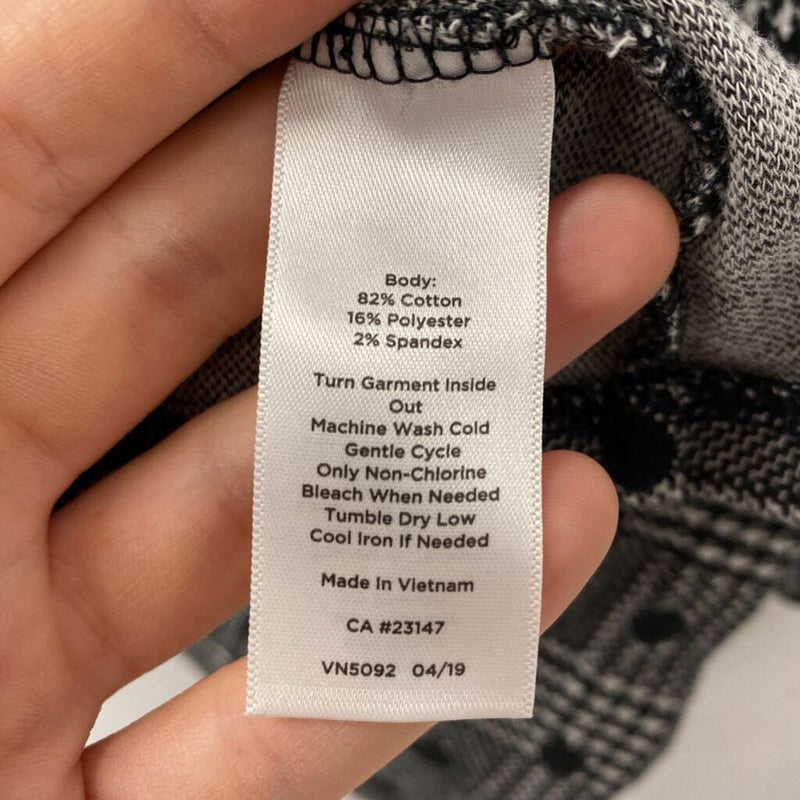 Body:
82% Cotton
16% Polyester
2% Spandex
Turn Garment Inside
Out
Machine Wash Cold
Gentle Cycle
Only Non-Chlorine
Bleach When Needed
Tumble Dry Low
Cool Iron If Needed
Made In Vietnam
CA #23147
VN5092 04/19